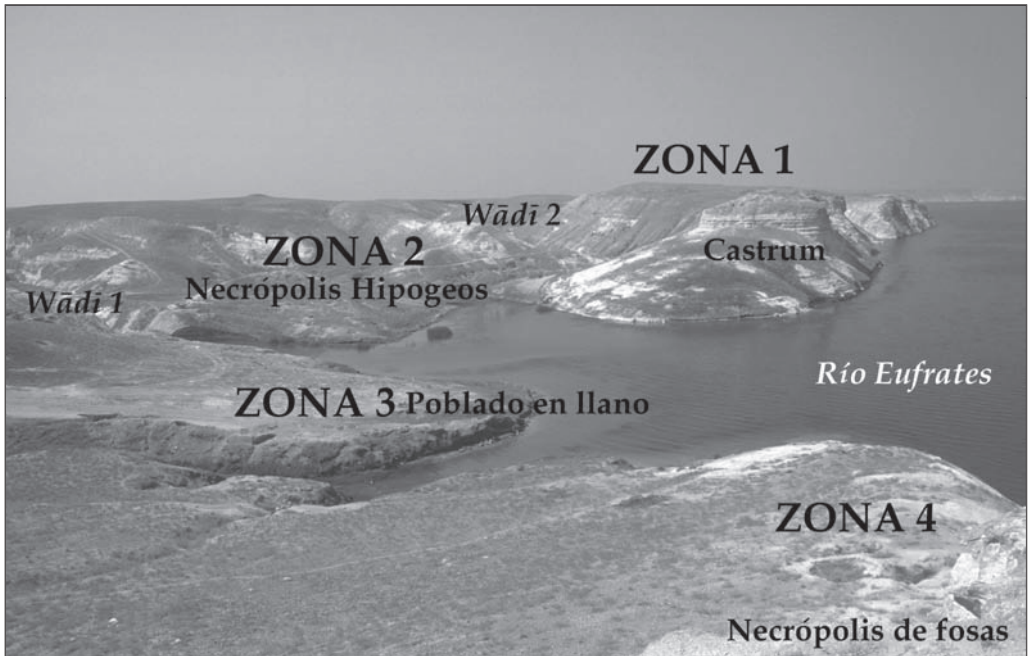 ZONA 1
Wādī 2
ZONA 2
Castrum
Necrópolis Hipogeos
Wādī 1
Río Eufrates
ZONA 3 Poblado en llano
ZONA 4
Necrópolis de fosas